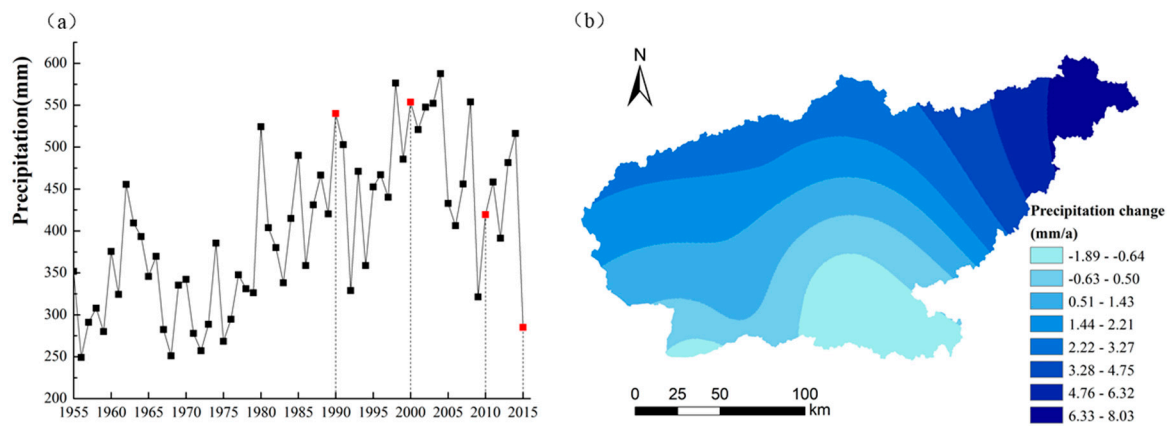 (a)
Precipitation(mm)
600
550
500
450
400
350
300
250
200
1955 1960 1965 1970 1975 1980 1985 1990 1995 2000 2005 2010 2015
(b)
N
Precipitation change
(mm/a)
-1.89 - -0.64
-0.63 - 0.50
0.51 - 1.43
1.44 - 2.21
2.22 - 3.27
3.28 - 4.75
4.76 - 6.32
6.33 - 8.03
0 25 50 100
km